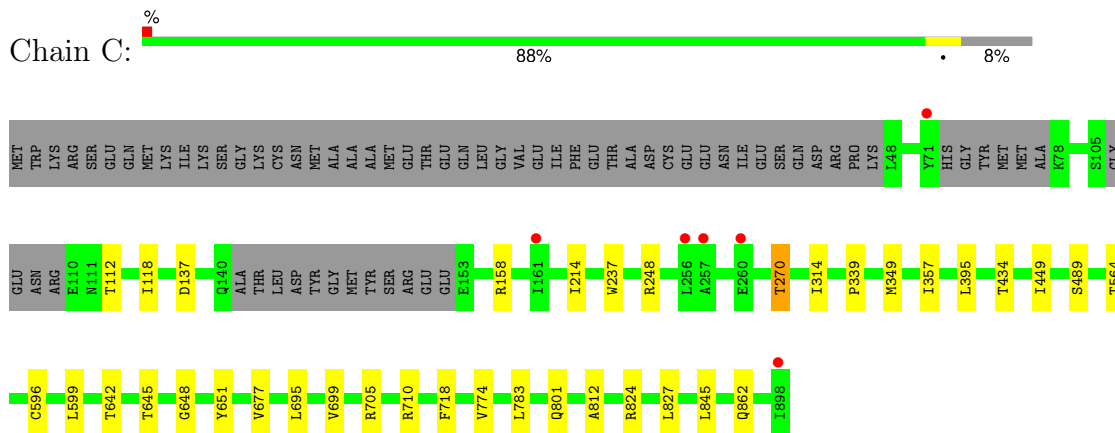 %
Chain C:
88%
•
8%
MET TRP LYS ARG SER GLU GLN MET LYS ILE LYS SER GLY LYS CYS ASN MET ALA ALA ALA MET GLU THR GLU GLN LEU GLY VAL GLU ILE PHE GLU THR ALA ASP CYS GLU GLU ASN ILE GLU SER GLN ASP ARG PRO LYS L48 Y71 HIS GLY TYR MET MET ALA K78 S105 GLY
GLU ASN ARG E110 N111 T112 I118 D137 Q140 ALA THR LEU ASP TYR GLY MET TYR SER ARG GLU GLU E153 R158 I161 I214 W237 R248 L256 A257 E260 T270 I314 P339 M349 I357 L395 T434 I449 S489 T564
C596 L599 T642 T645 G648 Y651 V677 L695 V699 R705 R710 F718 V774 L783 Q801 A812 R824 L827 L845 Q862 I898